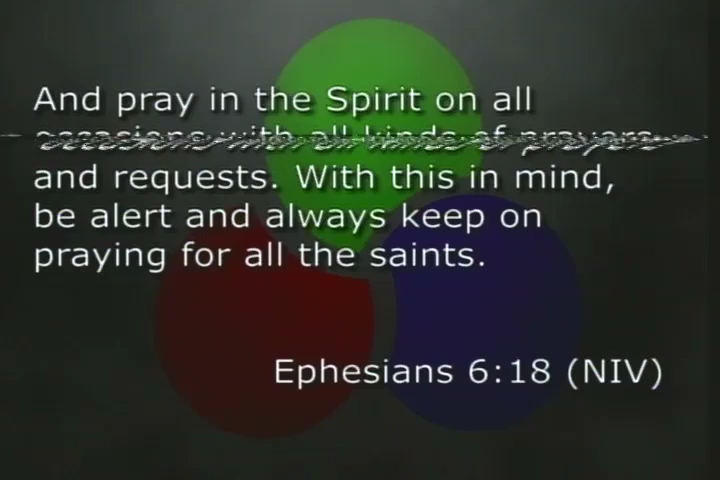 And pray in the Spirit on all
occasions with all kinds of prayers
and requests. With this in mind,
be alert and always keep on
praying for all the saints.
Ephesians 6:18 (NIV)